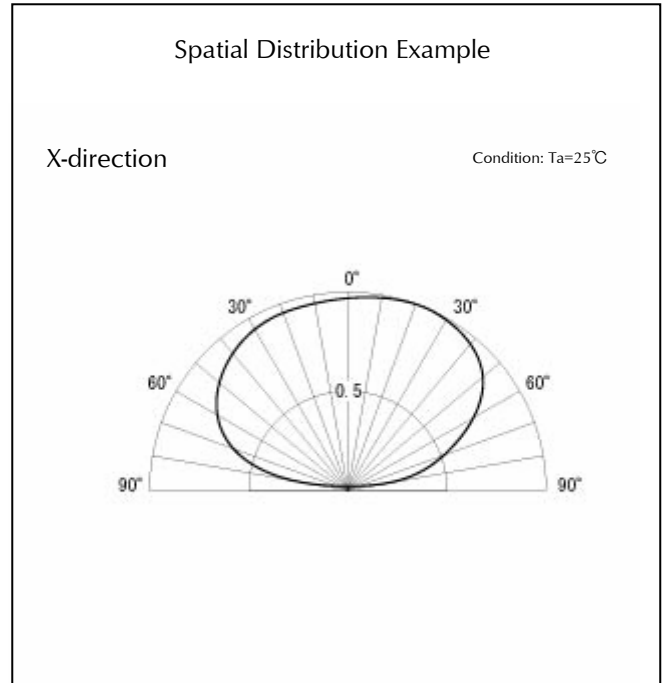 Spatial Distribution Example
X-direction
Condition: Ta=25℃
0°
30° 30°
60° 60°
0.5
90° 90°